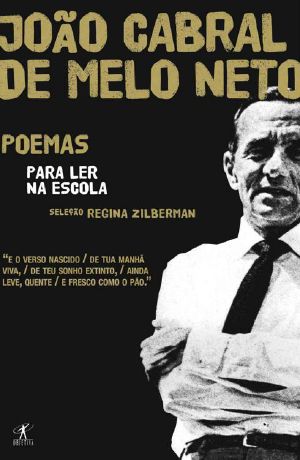 JOÃO CABRAL
DE MELO NETO
POEMAS
PARA LER
NA ESCOLA
SELEÇÃO REGINA ZILBERMAN
"E O VERSO NASCIDO / DE TUA MANHÃ
VIVA, / DE TEU SONHO EXTINTO, / AINDA
LEVE, QUENTE / E FRESCO COMO O PÃO."
OBJETIVA